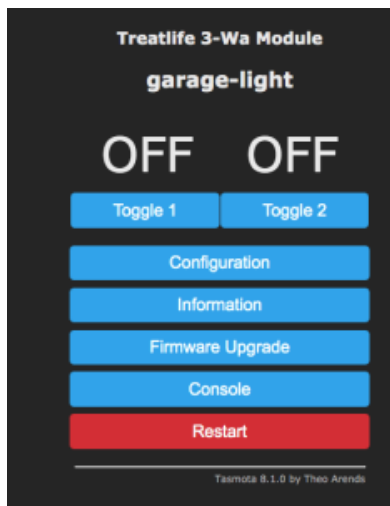 Treatlife 3-Wa Module
garage-light
OFF OFF
Toggle 1 Toggle 2
Configuration
Information
Firmware Upgrade
Console
Restart
Tasmota 8.1.0 by Theo Arends